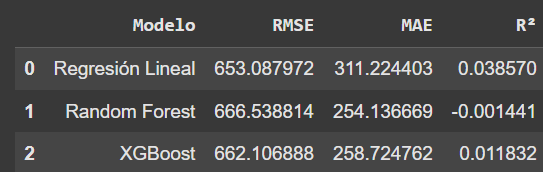 Modelo RMSE MAE R²
0 Regresión Lineal 653.087972 311.224403 0.038570
1 Random Forest 666.538814 254.136669 -0.001441
2 XGBoost 662.106888 258.724762 0.011832